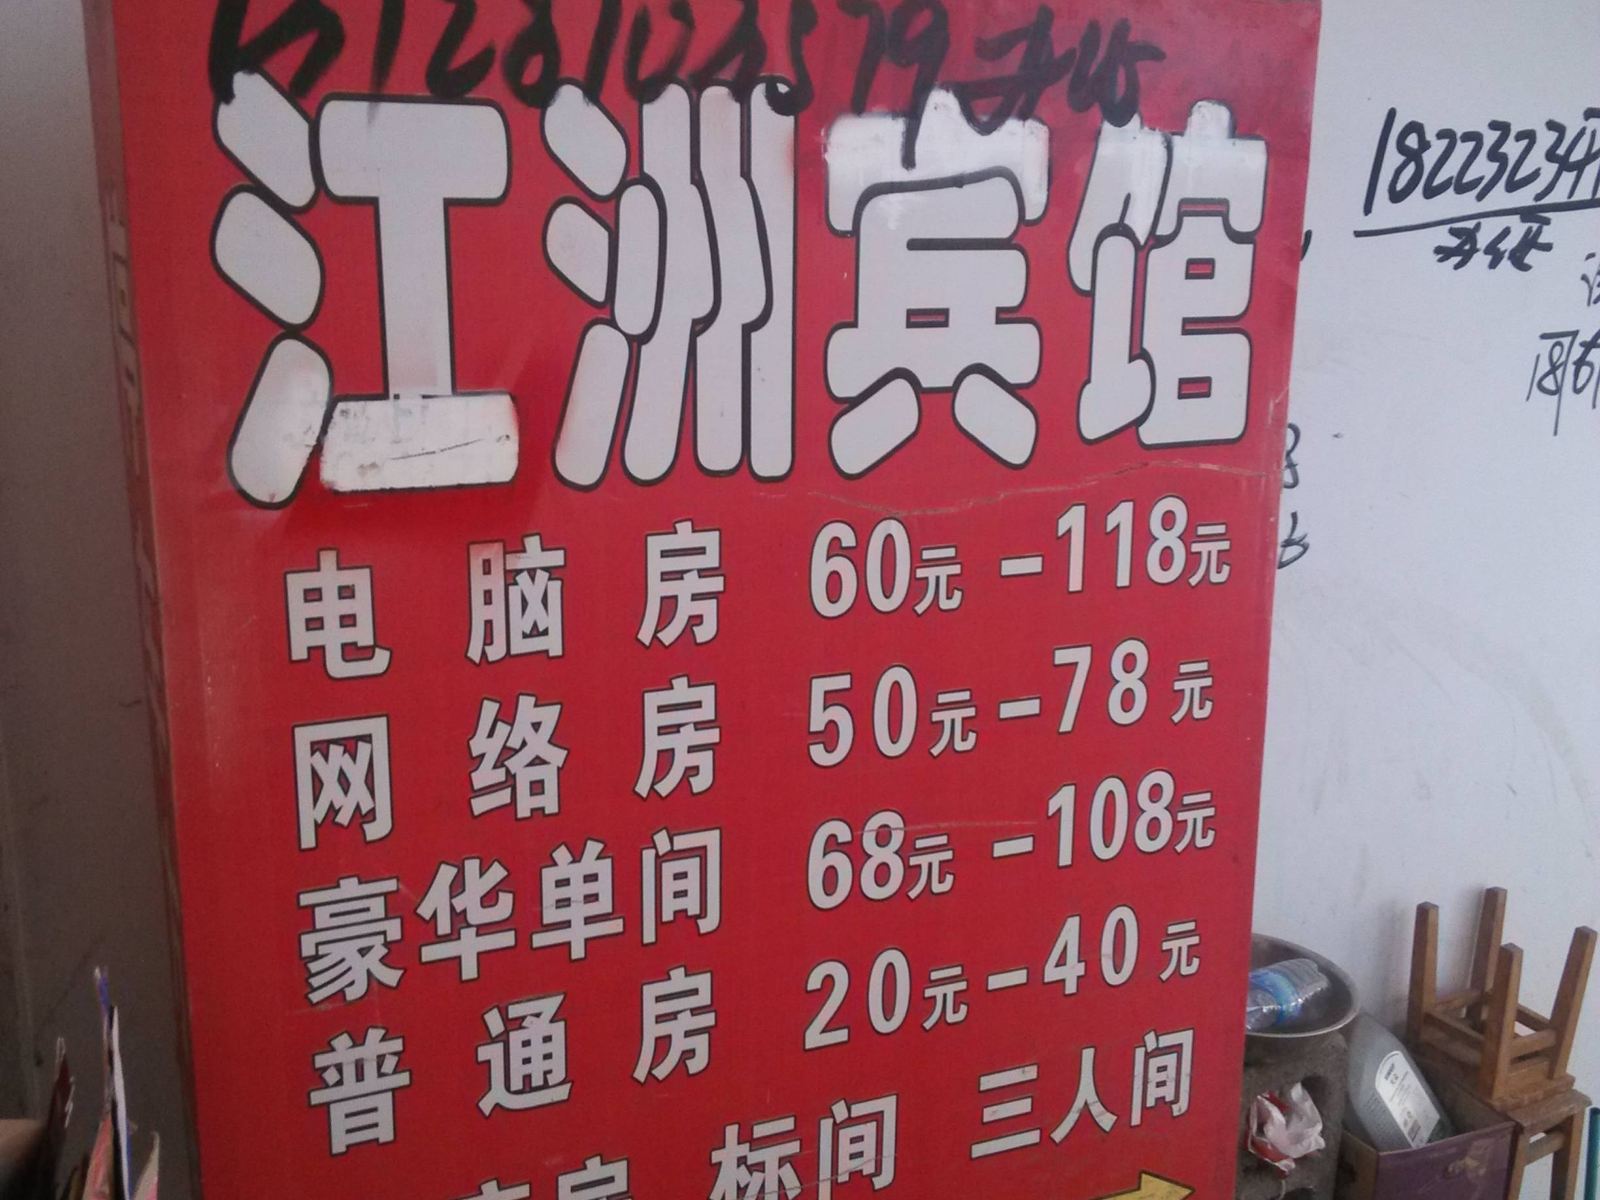 江洲宾馆
电脑房 60元-118元
网络房 50元-78元
豪华单间 68元-108元
普通房 20元-40元
房 标间 三人间